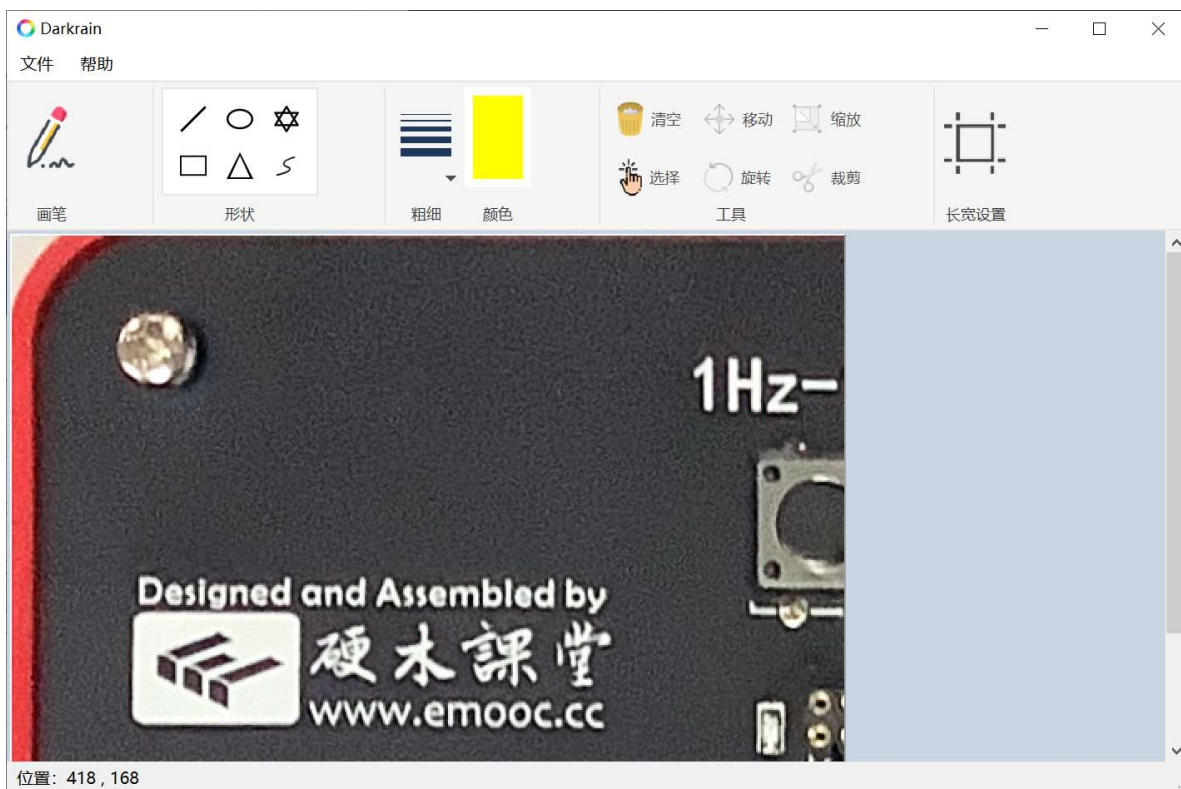 Darkrain
文件 帮助
清空 移动 缩放
选择 旋转 裁剪
画笔 形状 粗细 颜色 工具 长宽设置
1Hz-
Designed and Assembled by
硬木課堂
www.emooc.cc
位置: 418 , 168